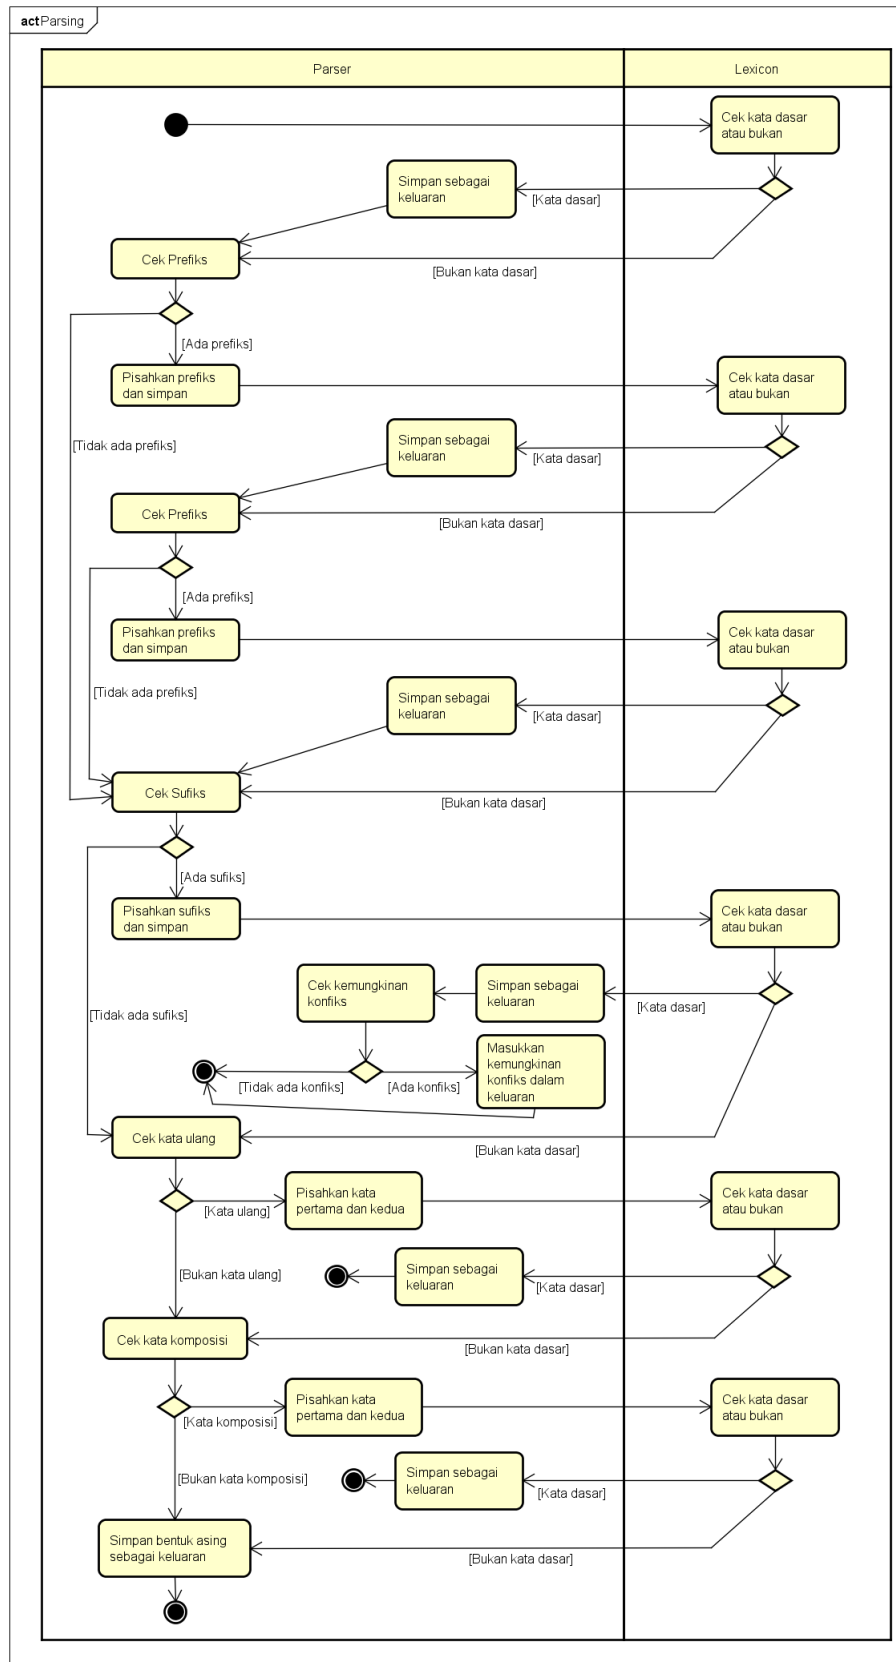 act Parsing
Parser
Lexicon
Cek kata dasar
atau bukan
Simpan sebagai
keluaran
[Kata dasar]
Cek Prefiks
[Bukan kata dasar]
[Ada prefiks]
Pisahkan prefiks
dan simpan
Cek kata dasar
atau bukan
[Tidak ada prefiks]
Simpan sebagai
keluaran
[Kata dasar]
Cek Prefiks
[Bukan kata dasar]
[Ada prefiks]
Pisahkan prefiks
dan simpan
Cek kata dasar
atau bukan
[Tidak ada prefiks]
Simpan sebagai
keluaran
[Kata dasar]
Cek Sufiks
[Bukan kata dasar]
[Ada sufiks]
Pisahkan sufiks
dan simpan
Cek kata dasar
atau bukan
Cek kemungkinan
konfiks
Simpan sebagai
keluaran
[Kata dasar]
[Tidak ada sufiks]
Masukkan
kemungkinan
konfiks dalam
keluaran
[Tidak ada konfiks]
[Ada konfiks]
Cek kata ulang
[Bukan kata dasar]
Pisahkan kata
pertama dan kedua
Cek kata dasar
atau bukan
[Kata ulang]
[Bukan kata ulang]
Simpan sebagai
keluaran
[Kata dasar]
Cek kata komposisi
[Bukan kata dasar]
Pisahkan kata
pertama dan kedua
Cek kata dasar
atau bukan
[Kata komposisi]
[Bukan kata komposisi]
Simpan sebagai
keluaran
[Kata dasar]
Simpan bentuk asing
sebagai keluaran
[Bukan kata dasar]